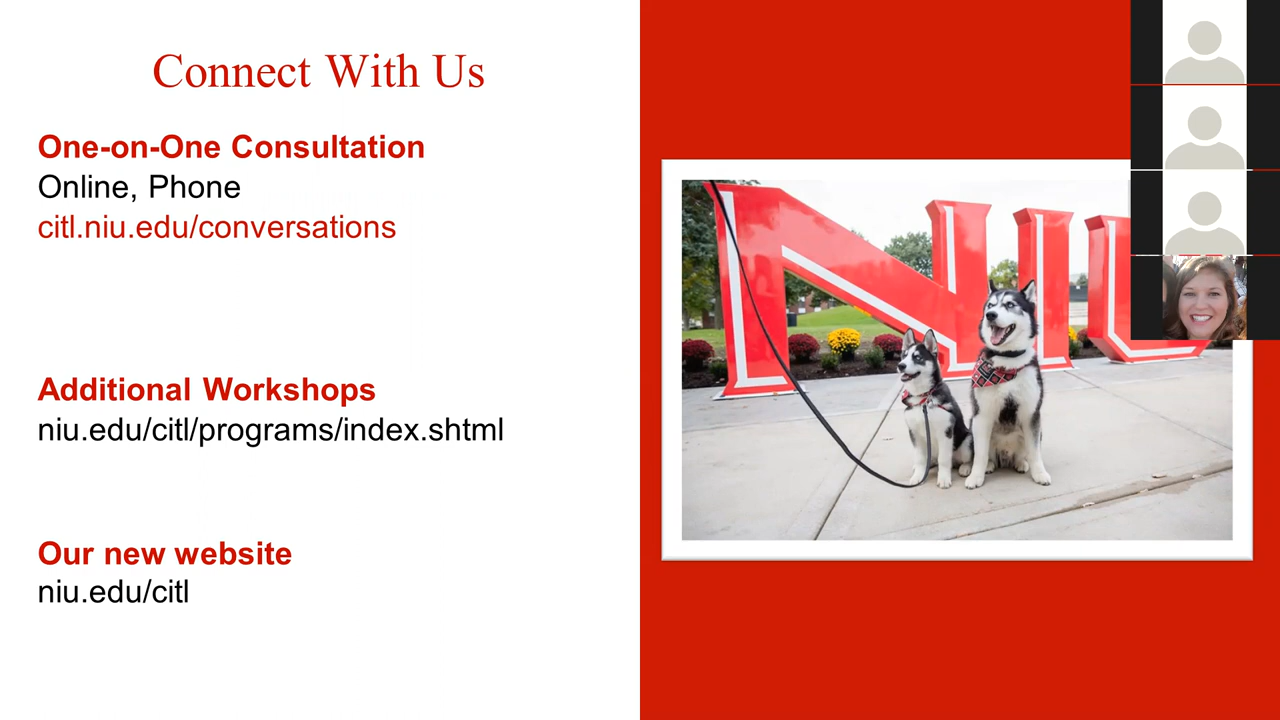 Connect With Us
One-on-One Consultation
Online, Phone
citl.niu.edu/conversations
Additional Workshops
niu.edu/citl/programs/index.shtml
Our new website
niu.edu/citl
NIU